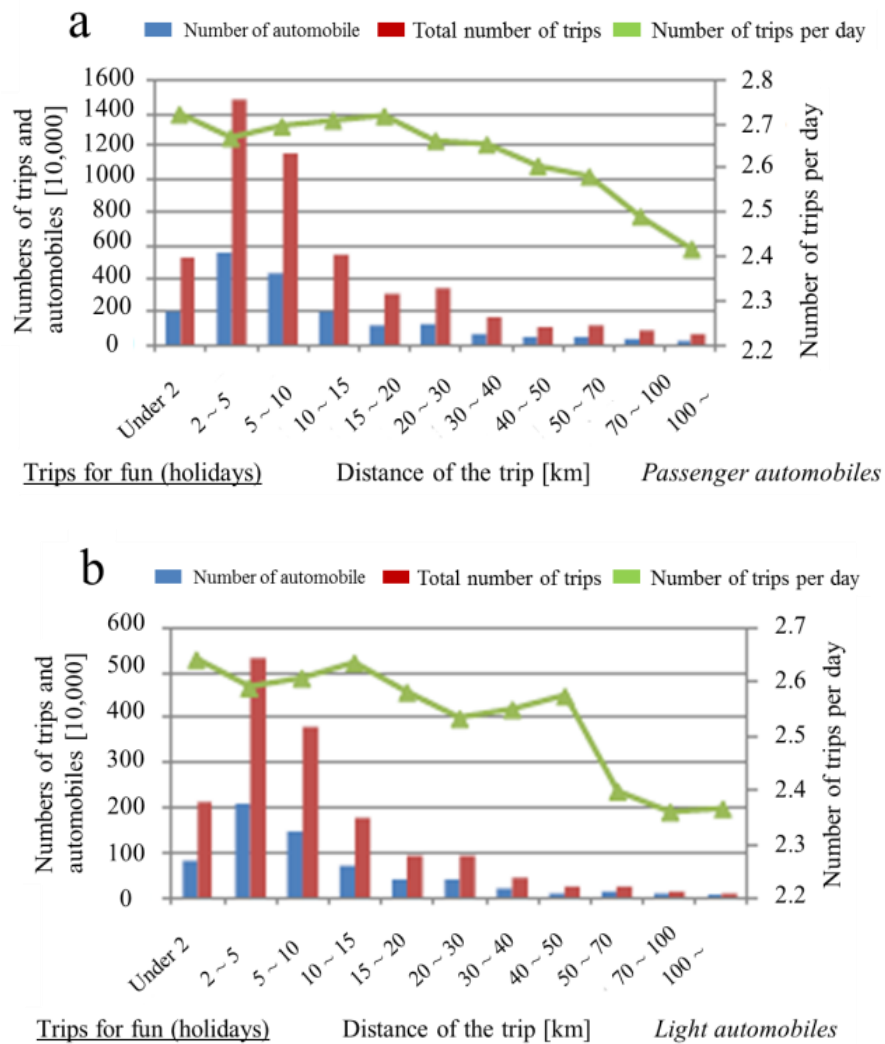 a
Number of automobile Total number of trips Number of trips per day
Numbers of trips and
automobiles [10,000]
1600
1400
1200
1000
800
600
400
200
0
2.8
2.7
2.6
2.5
2.4
2.3
2.2
Number of trips per day
Under 2 2 ~ 5 5 ~ 10 10 ~ 15 15 ~ 20 20 ~ 30 30 ~ 40 40 ~ 50 50 ~ 70 70 ~ 100 100 ~
Trips for fun (holidays) Distance of the trip [km] Passenger automobiles
b
Number of automobile Total number of trips Number of trips per day
Numbers of trips and
automobiles [10,000]
600
500
400
300
200
100
0
2.7
2.6
2.5
2.4
2.3
2.2
Number of trips per day
Under 2 2 ~ 5 5 ~ 10 10 ~ 15 15 ~ 20 20 ~ 30 30 ~ 40 40 ~ 50 50 ~ 70 70 ~ 100 100 ~
Trips for fun (holidays) Distance of the trip [km] Light automobiles